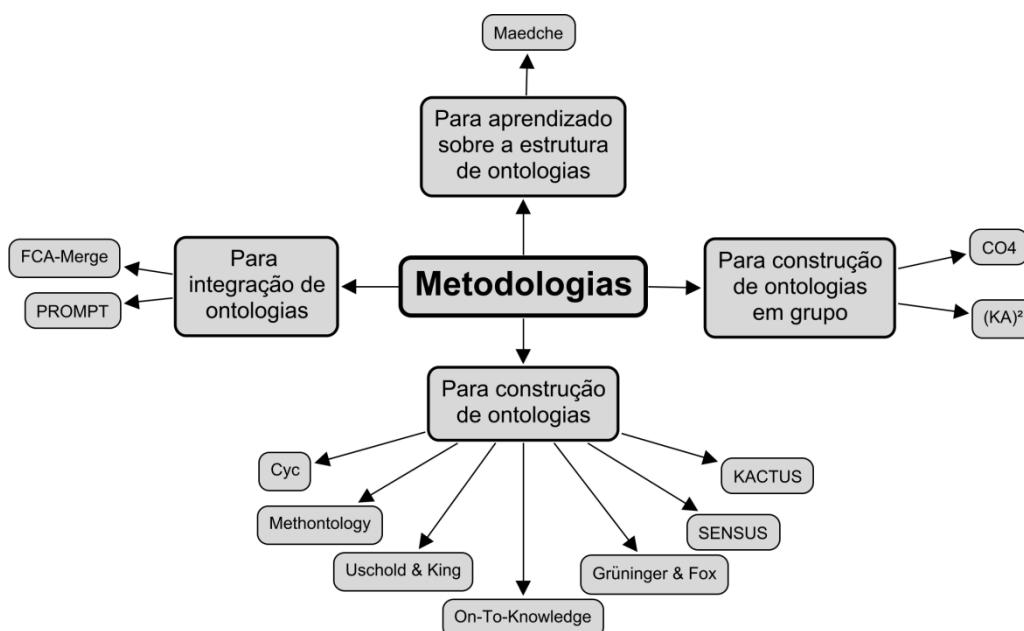 Maedche
Para aprendizado
sobre a estrutura
de ontologias
FCA-Merge
PROMPT
Para
integração de
ontologias
Metodologias
Para construção
de ontologias
em grupo
CO4
(KA)²
Para construção
de ontologias
Cyc
Methontology
Uschold & King
On-To-Knowledge
Grüninger & Fox
SENSUS
KACTUS